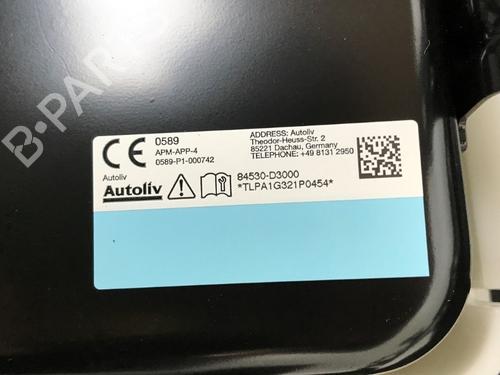 B-PARTS
CE 0589
APM-APP-4
0589-P1-000742
ADDRESS: Autoliv
Theodor-Heuss-Str. 2
85221 Dachau, Germany
TELEPHONE: +49 8131 2950
Autoliv
Autoliv
84530-D3000
*TLPA1G321P0454*